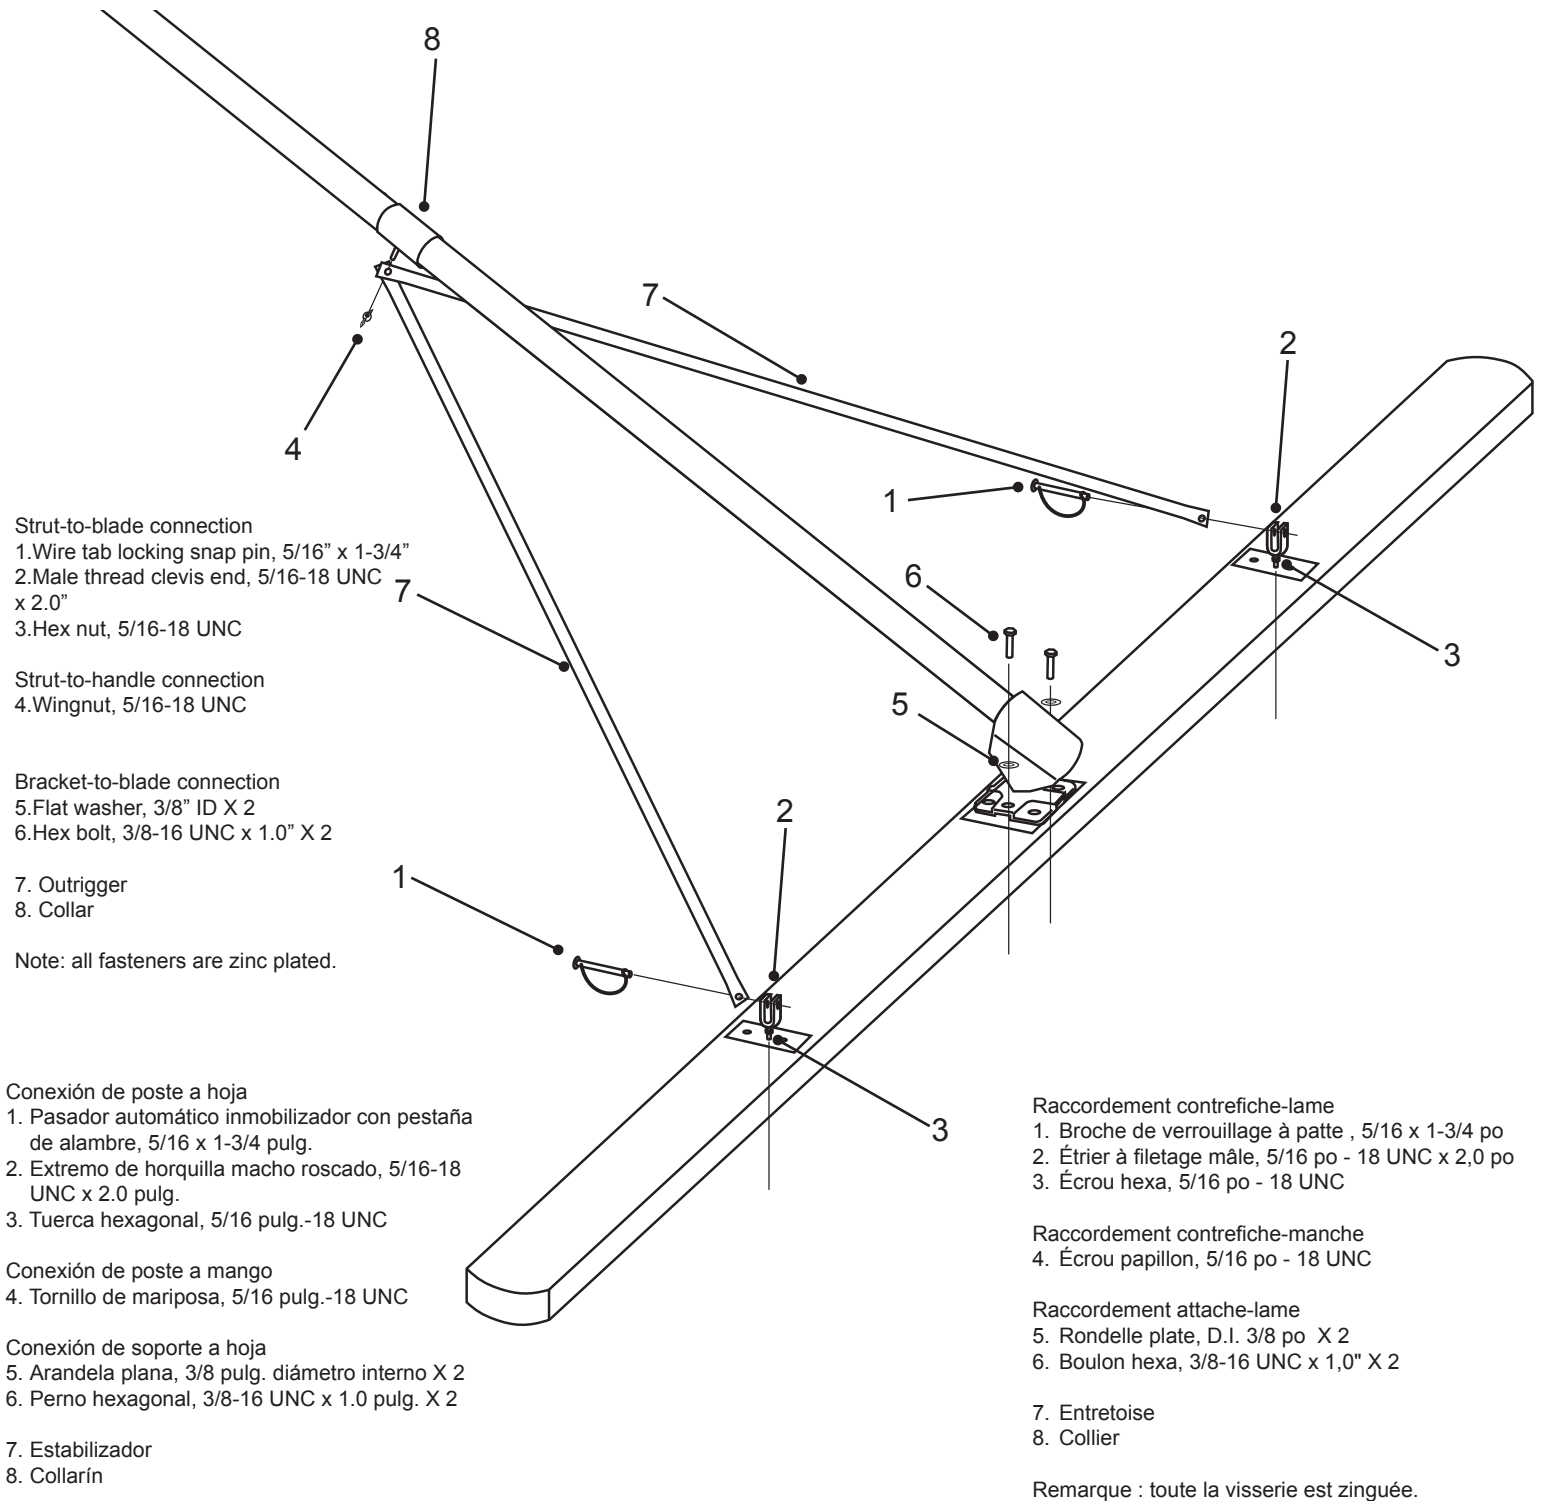 8
7
2
4
1
Strut-to-blade connection
1.Wire tab locking snap pin, 5/16” x 1-3/4”
2.Male thread clevis end, 5/16-18 UNC
x 2.0”
3.Hex nut, 5/16-18 UNC
7
6
3
Strut-to-handle connection
4.Wingnut, 5/16-18 UNC
5
Bracket-to-blade connection
5.Flat washer, 3/8” ID X 2
6.Hex bolt, 3/8-16 UNC x 1.0” X 2
2
7. Outrigger
8. Collar
1
Note: all fasteners are zinc plated.
3
Conexión de poste a hoja
1. Pasador automático inmobilizador con pestaña
de alambre, 5/16 x 1-3/4 pulg.
2. Extremo de horquilla macho roscado, 5/16-18
UNC x 2.0 pulg.
3. Tuerca hexagonal, 5/16 pulg.-18 UNC
Conexión de poste a mango
4. Tornillo de mariposa, 5/16 pulg.-18 UNC
Conexión de soporte a hoja
5. Arandela plana, 3/8 pulg. diámetro interno X 2
6. Perno hexagonal, 3/8-16 UNC x 1.0 pulg. X 2
7. Estabilizador
8. Collarín
Raccordement contrefiche-lame
1. Broche de verrouillage à patte , 5/16 x 1-3/4 po
2. Étrier à filetage mâle, 5/16 po - 18 UNC x 2,0 po
3. Écrou hexa, 5/16 po - 18 UNC
Raccordement contrefiche-manche
4. Écrou papillon, 5/16 po - 18 UNC
Raccordement attache-lame
5. Rondelle plate, D.I. 3/8 po  X 2
6. Boulon hexa, 3/8-16 UNC x 1,0" X 2
7. Entretoise
8. Collier
Remarque : toute la visserie est zinguée.